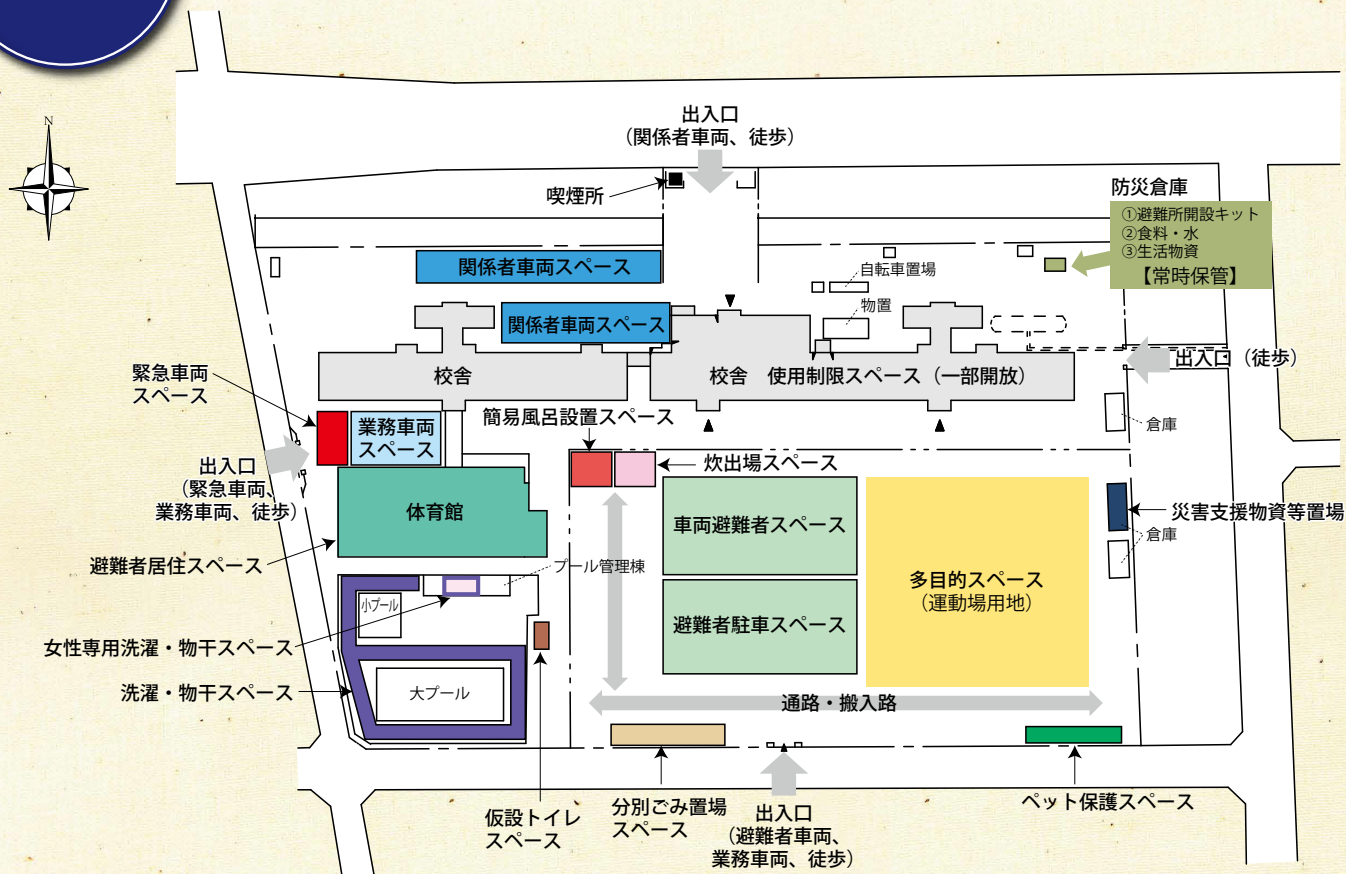 N
出入口
（関係者車両、徒歩）
喫煙所
防災倉庫
①避難所開設キット
②食料・水
③生活物資
【常時保管】
関係者車両スペース
自転車置場
物置
関係者車両スペース
出入口（徒歩）
緊急車両
スペース
校舎
校舎　使用制限スペース（一部開放）
業務車両
スペース
簡易風呂設置スペース
倉庫
出入口
（緊急車両、
業務車両、徒歩）
炊出場スペース
体育館
車両避難者スペース
災害支援物資等置場
倉庫
避難者居住スペース
プール管理棟
多目的スペース
（運動場用地）
小プール
避難者駐車スペース
女性専用洗濯・物干スペース
洗濯・物干スペース
大プール
通路・搬入路
仮設トイレ
スペース
分別ごみ置場
スペース
出入口
（避難者車両、
業務車両、徒歩）
ペット保護スペース